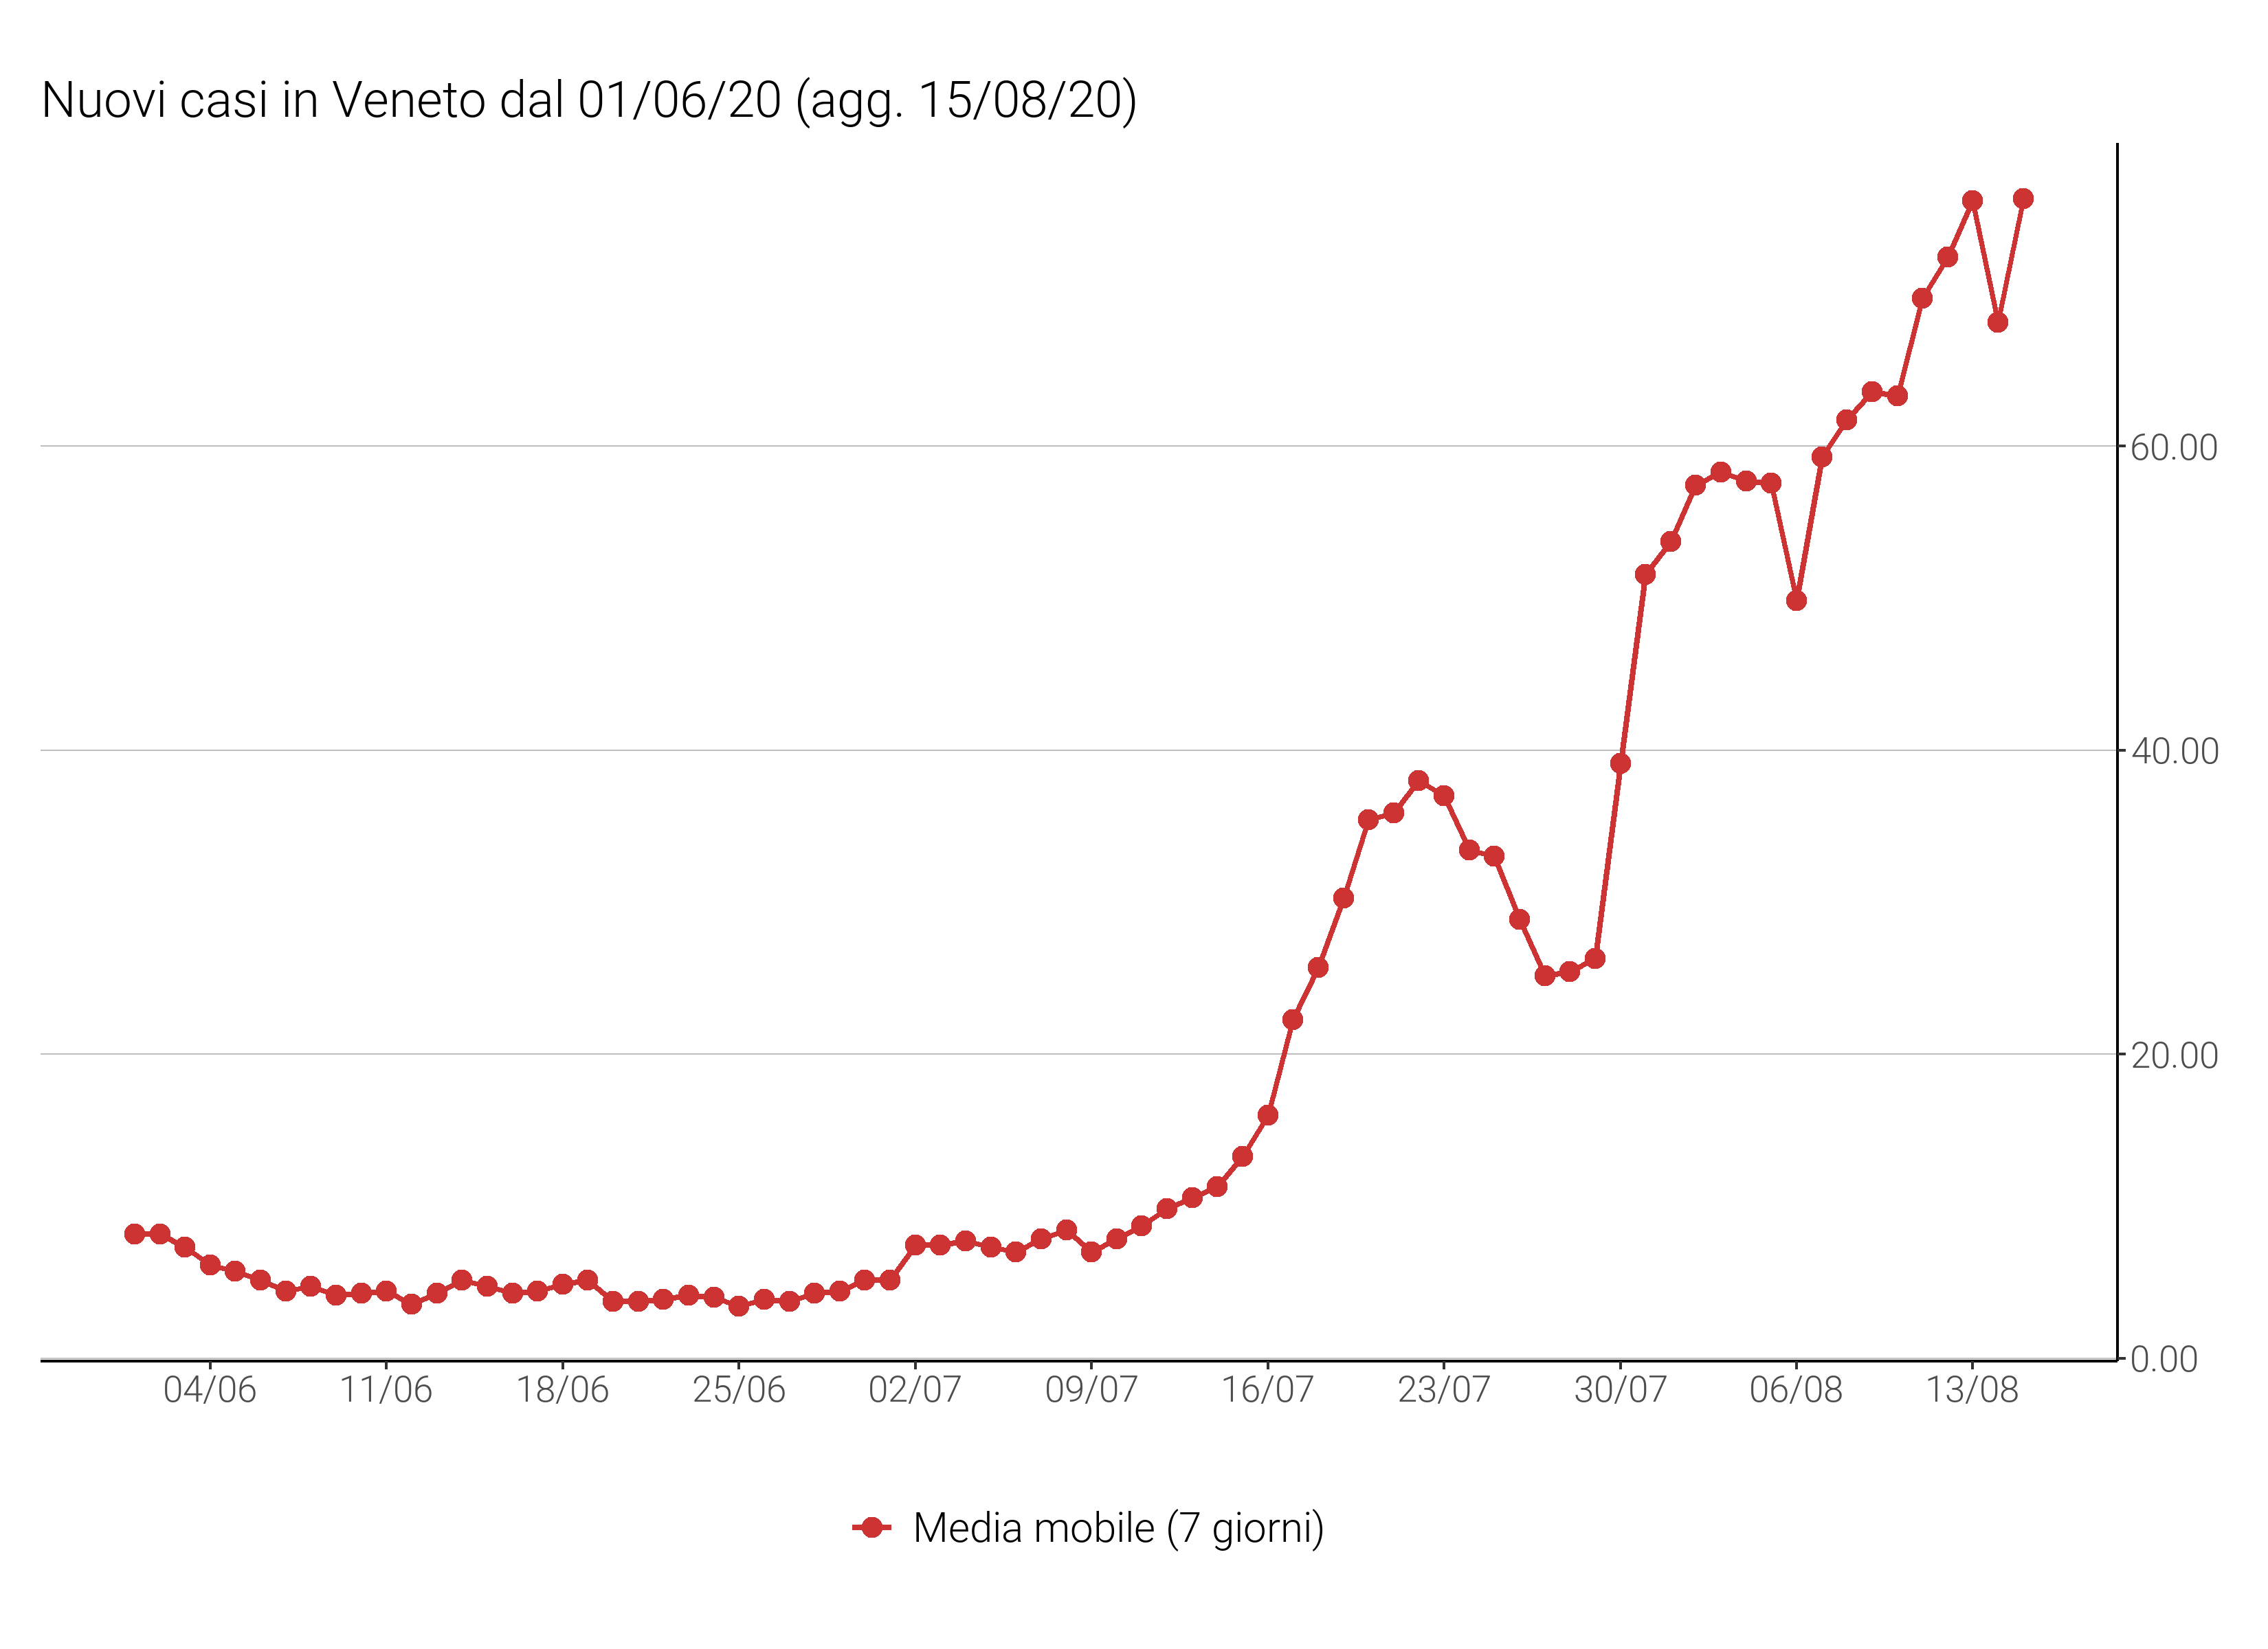 Nuovi casi in Veneto dal 01/06/20 (agg. 15/08/20)
60.00
40.00
20.00
0.00
04/06 11/06 18/06 25/06 02/07 09/07 16/07 23/07 30/07 06/08 13/08
Media mobile (7 giorni)